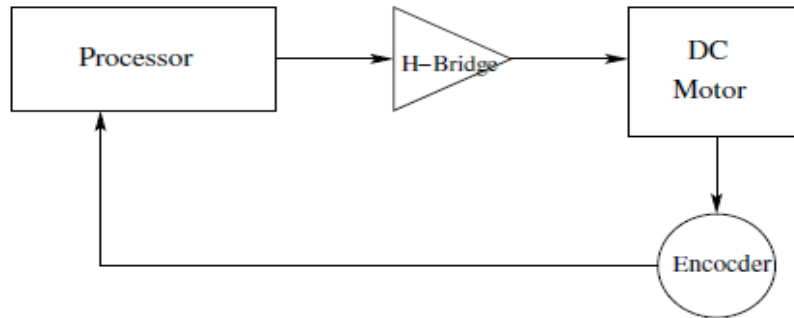 Processor
H-Bridge
DC
Motor
Encocder